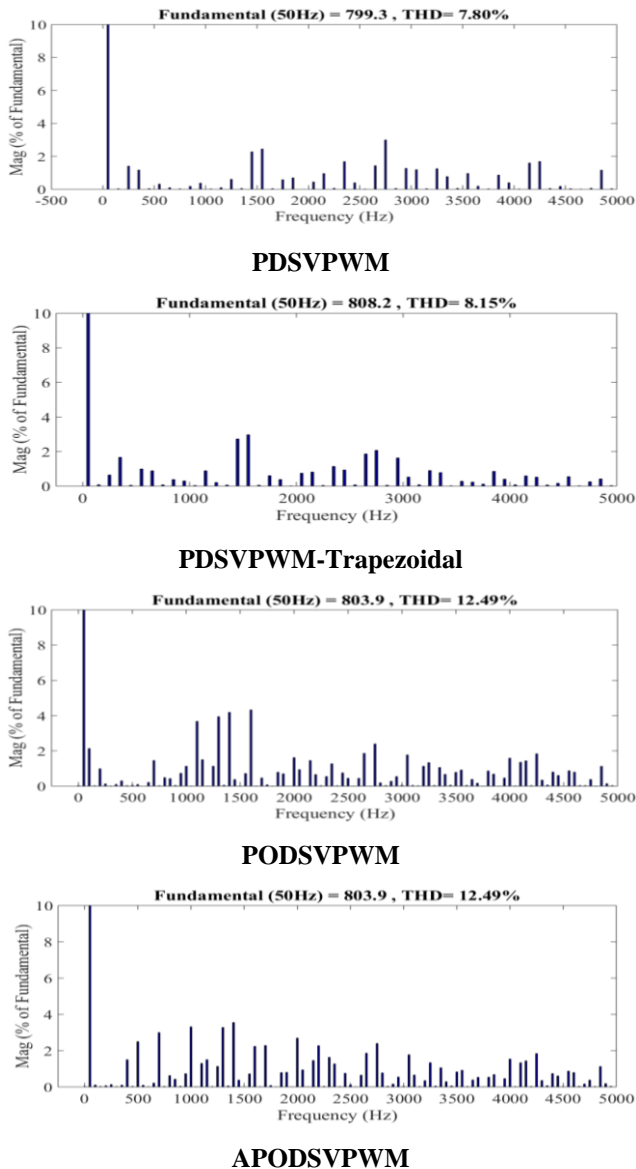 Fundamental (50Hz) = 799.3 , THD= 7.80%
10
8
6
4
2
0
Mag (% of Fundamental)
-500 0 500 1000 1500 2000 2500 3000 3500 4000 4500 5000
Frequency (Hz)
PDSVPWM
Fundamental (50Hz) = 808.2 , THD= 8.15%
10
8
6
4
2
0
Mag (% of Fundamental)
0 1000 2000 3000 4000 5000
Frequency (Hz)
PDSVPWM-Trapezoidal
Fundamental (50Hz) = 803.9 , THD= 12.49%
10
8
6
4
2
0
Mag (% of Fundamental)
0 500 1000 1500 2000 2500 3000 3500 4000 4500 5000
Frequency (Hz)
PODSVPWM
Fundamental (50Hz) = 803.9 , THD= 12.49%
10
8
6
4
2
0
Mag (% of Fundamental)
0 500 1000 1500 2000 2500 3000 3500 4000 4500 5000
Frequency (Hz)
APODSVPWM